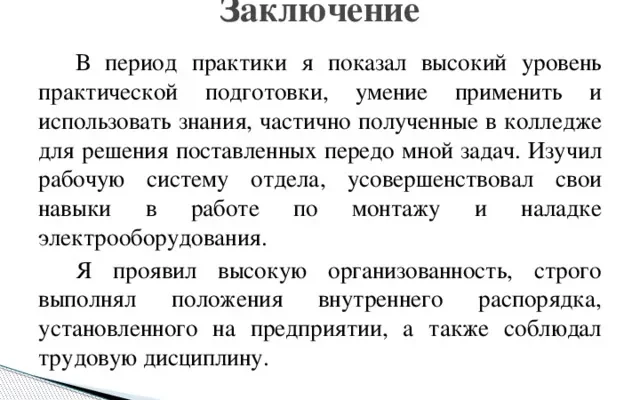 Заключение
В период практики я показал высокий уровень
практической подготовки, умение применить и
использовать знания, частично полученные в колледже
для решения поставленных передо мной задач. Изучил
рабочую систему отдела, усовершенствовал свои
навыки в работе по монтажу и наладке
электрооборудования.
Я проявил высокую организованность, строго
выполнял положения внутреннего распорядка,
установленного на предприятии, а также соблюдал
трудовую дисциплину.